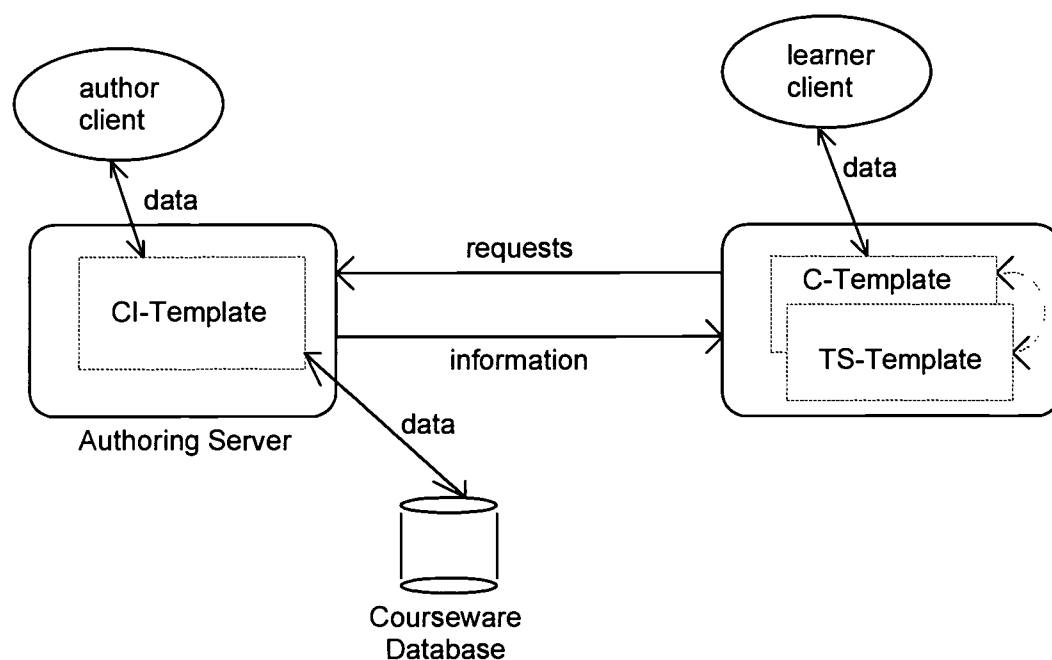 author
client
learner
client
data
data
requests
CI-Template
C-Template
TS-Template
information
Authoring Server
data
Courseware
Database